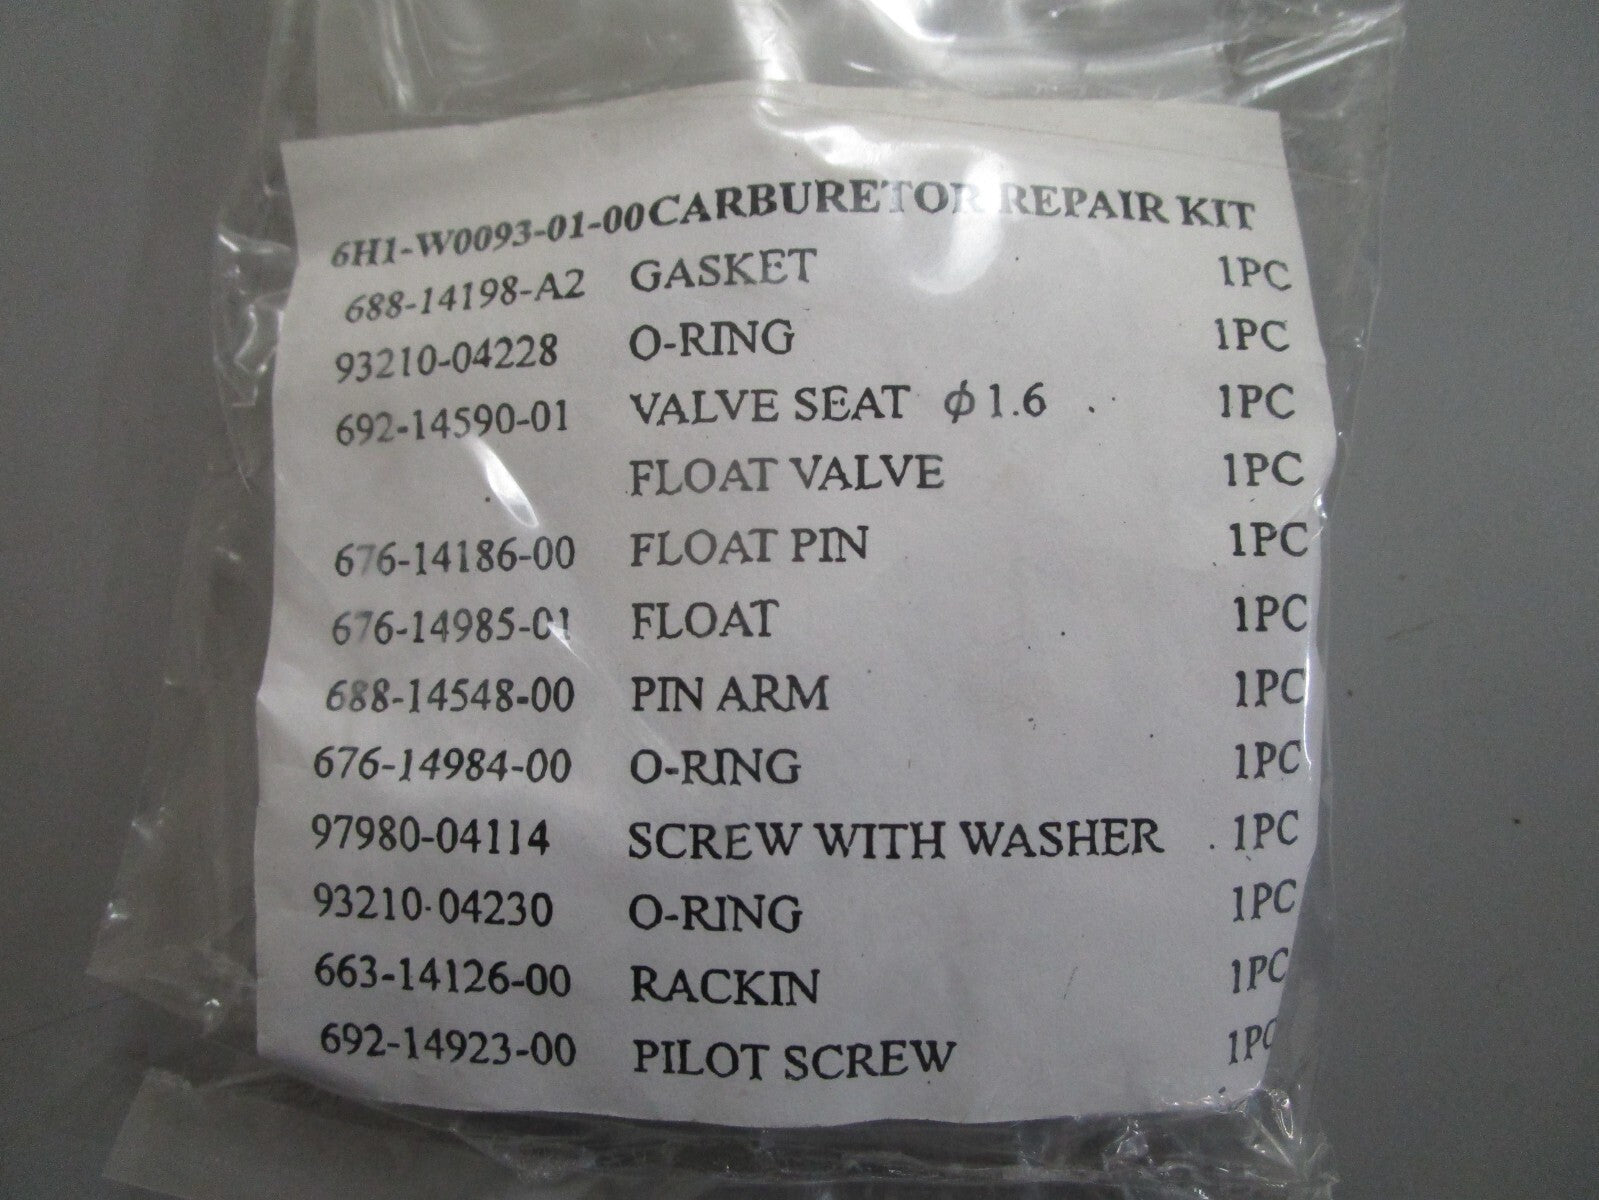 6H1-W0093-01-00CARBURETOR REPAIR KIT
688-14198-A2 GASKET 1PC
93210-04228 O-RING 1PC
692-14590-01 VALVE SEAT ϕ1.6 1PC
FLOAT VALVE 1PC
676-14186-00 FLOAT PIN 1PC
676-14985-01 FLOAT 1PC
688-14548-00 PIN ARM 1PC
676-14984-00 O-RING 1PC
97980-04114 SCREW WITH WASHER 1PC
93210-04230 O-RING 1PC
663-14126-00 RACKIN 1PC
692-14923-00 PILOT SCREW 1PC